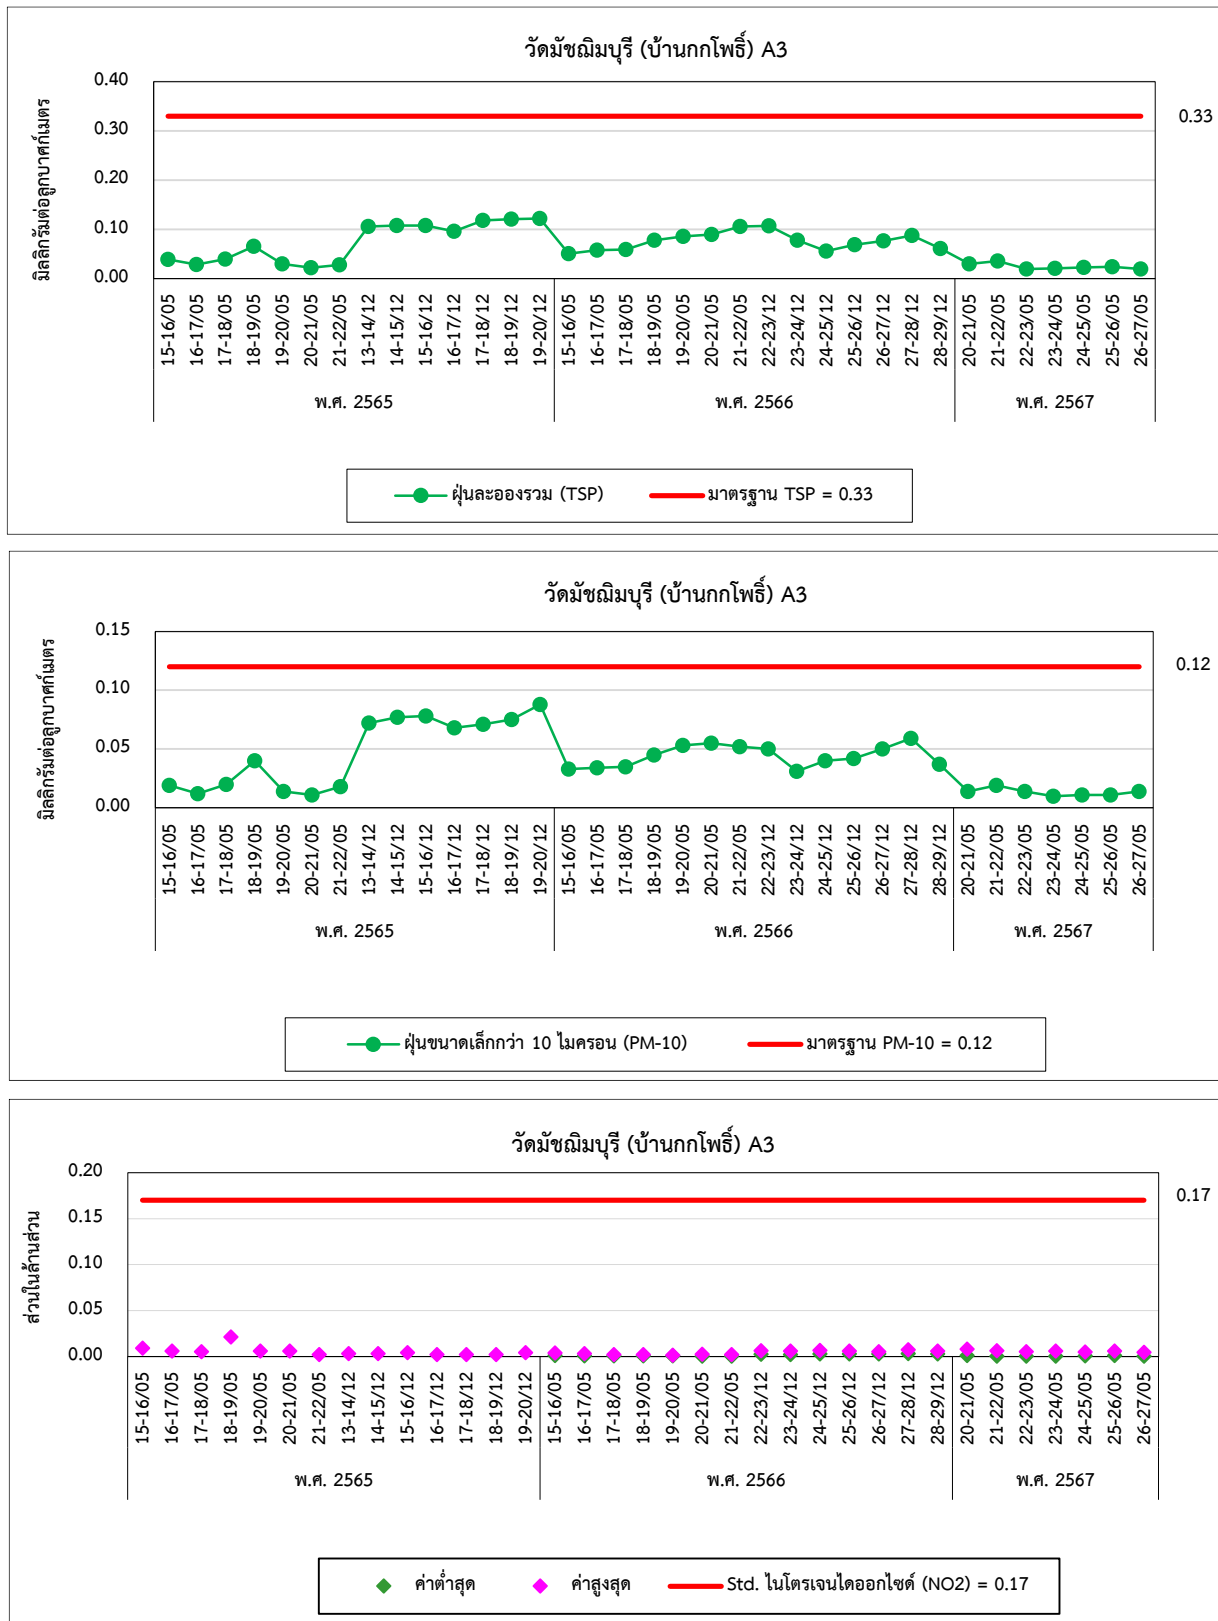 วัดมัชฌิมบุรี (บ้านกกโพธิ์) A3
มิลลิกรัมต่อลูกบาศก์เมตร
0.40
0.30
0.20
0.10
0.00
0.33
15-16/05 16-17/05 17-18/05 18-19/05 19-20/05 20-21/05 21-22/05 13-14/12 14-15/12 15-16/12 16-17/12 17-18/12 18-19/12 19-20/12 15-16/05 16-17/05 17-18/05 18-19/05 19-20/05 20-21/05 21-22/05 22-23/12 23-24/12 24-25/12 25-26/12 26-27/12 27-28/12 28-29/12 20-21/05 21-22/05 22-23/05 23-24/05 24-25/05 25-26/05 26-27/05
พ.ศ. 2565 พ.ศ. 2566 พ.ศ. 2567
ฝุ่นละอองรวม (TSP) มาตรฐาน TSP = 0.33
วัดมัชฌิมบุรี (บ้านกกโพธิ์) A3
มิลลิกรัมต่อลูกบาศก์เมตร
0.15
0.10
0.05
0.00
0.12
15-16/05 16-17/05 17-18/05 18-19/05 19-20/05 20-21/05 21-22/05 13-14/12 14-15/12 15-16/12 16-17/12 17-18/12 18-19/12 19-20/12 15-16/05 16-17/05 17-18/05 18-19/05 19-20/05 20-21/05 21-22/05 22-23/12 23-24/12 24-25/12 25-26/12 26-27/12 27-28/12 28-29/12 20-21/05 21-22/05 22-23/05 23-24/05 24-25/05 25-26/05 26-27/05
พ.ศ. 2565 พ.ศ. 2566 พ.ศ. 2567
ฝุ่นขนาดเล็กกว่า 10 ไมครอน (PM-10) มาตรฐาน PM-10 = 0.12
วัดมัชฌิมบุรี (บ้านกกโพธิ์) A3
ส่วนในล้านส่วน
0.20
0.15
0.10
0.05
0.00
0.17
15-16/05 16-17/05 17-18/05 18-19/05 19-20/05 20-21/05 21-22/05 13-14/12 14-15/12 15-16/12 16-17/12 17-18/12 18-19/12 19-20/12 15-16/05 16-17/05 17-18/05 18-19/05 19-20/05 20-21/05 21-22/05 22-23/12 23-24/12 24-25/12 25-26/12 26-27/12 27-28/12 28-29/12 20-21/05 21-22/05 22-23/05 23-24/05 24-25/05 25-26/05 26-27/05
พ.ศ. 2565 พ.ศ. 2566 พ.ศ. 2567
ค่าต่ำสุด ค่าสูงสุด Std. ไนโตรเจนไดออกไซด์ (NO2) = 0.17